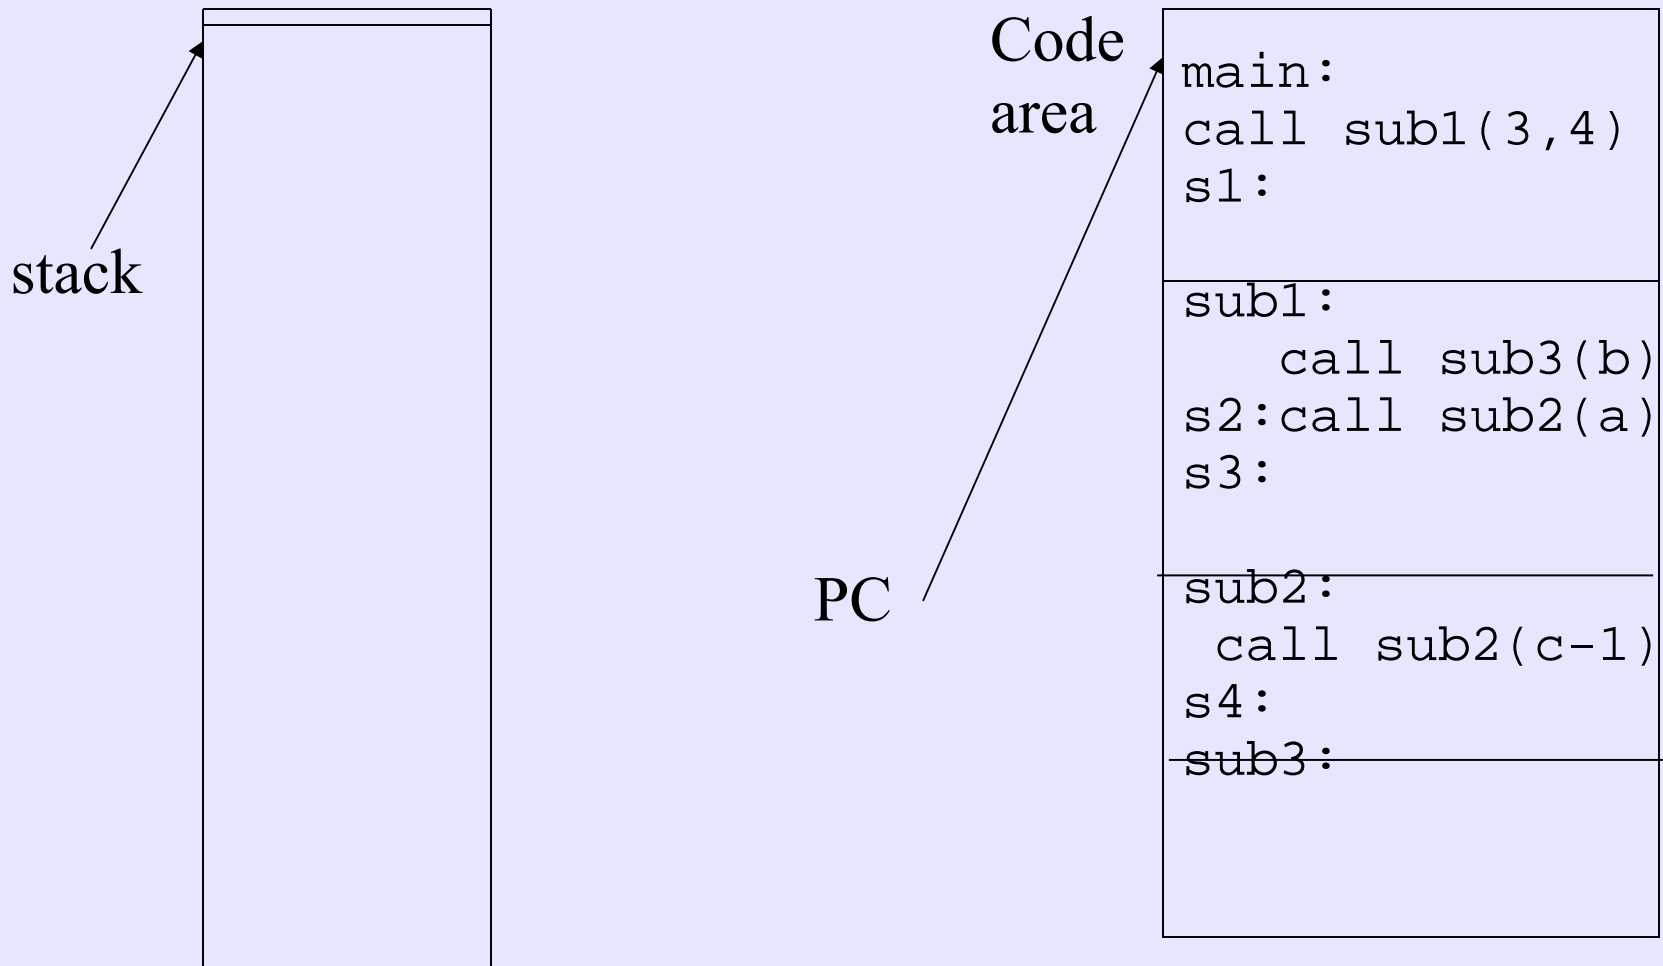 stack
PC
Code
area
main:
call sub1(3,4)
s1:
sub1:
call sub3(b)
s2:call sub2(a)
s3:
sub2:
call sub2(c-1)
s4:
sub3: